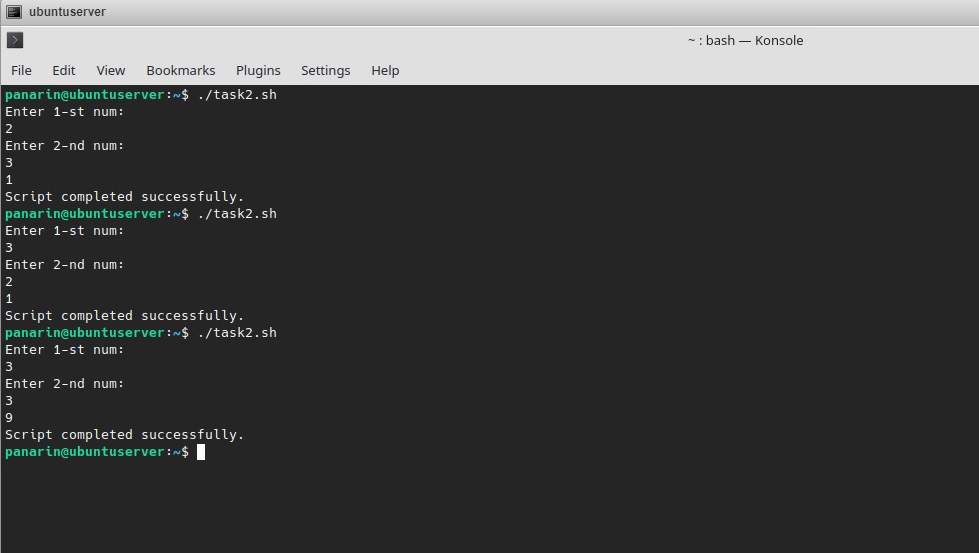 ubuntuserver
~ : bash — Konsole
File Edit View Bookmarks Plugins Settings Help
panarin@ubuntuserver:~$ ./task2.sh
Enter 1-st num:
2
Enter 2-nd num:
3
1
Script completed successfully.
panarin@ubuntuserver:~$ ./task2.sh
Enter 1-st num:
3
Enter 2-nd num:
2
1
Script completed successfully.
panarin@ubuntuserver:~$ ./task2.sh
Enter 1-st num:
3
Enter 2-nd num:
3
9
Script completed successfully.
panarin@ubuntuserver:~$